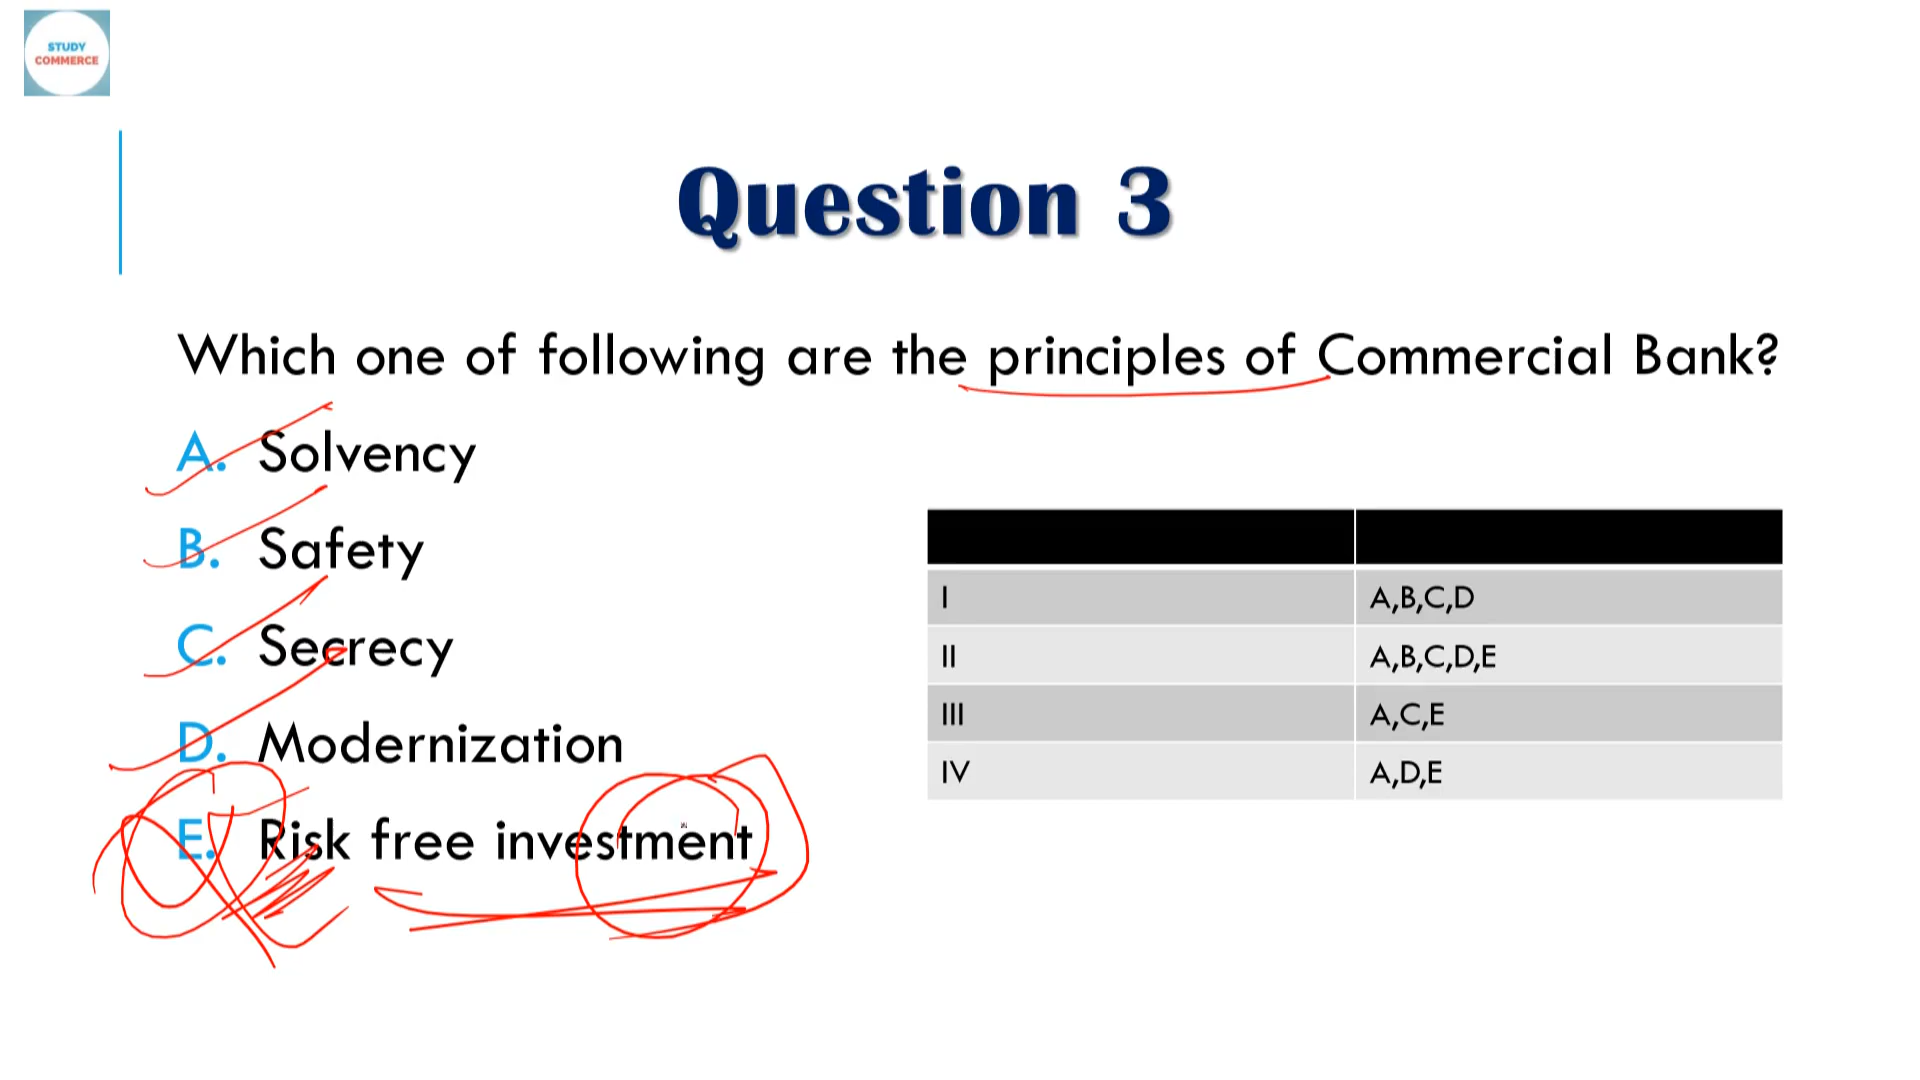 STUDY
COMMERCE
Question 3
Which one of following are the principles of Commercial Bank?
A. Solvency
B. Safety
C. Secrecy
D. Modernization
E. Risk free investment
I A,B,C,D
II A,B,C,D,E
III A,C,E
IV A,D,E